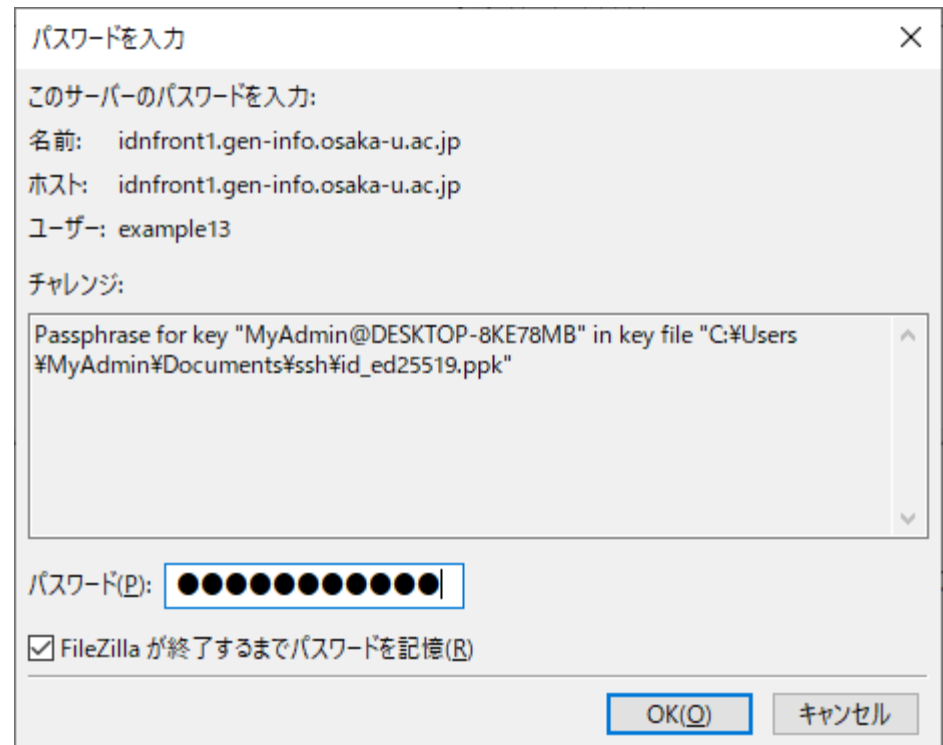 パスワードを入力
このサーバーのパスワードを入力:
名前: idnfront1.gen-info.osaka-u.ac.jp
ホスト: idnfront1.gen-info.osaka-u.ac.jp
ユーザー: example13
チャレンジ:
Passphrase for key "MyAdmin@DESKTOP-8KE78MB" in key file "C:¥Users
¥MyAdmin¥Documents¥ssh¥id_ed25519.ppk"
パスワード(P): ●●●●●●●●●●●
FileZilla が終了するまでパスワードを記憶(R)
OK(O) キャンセル